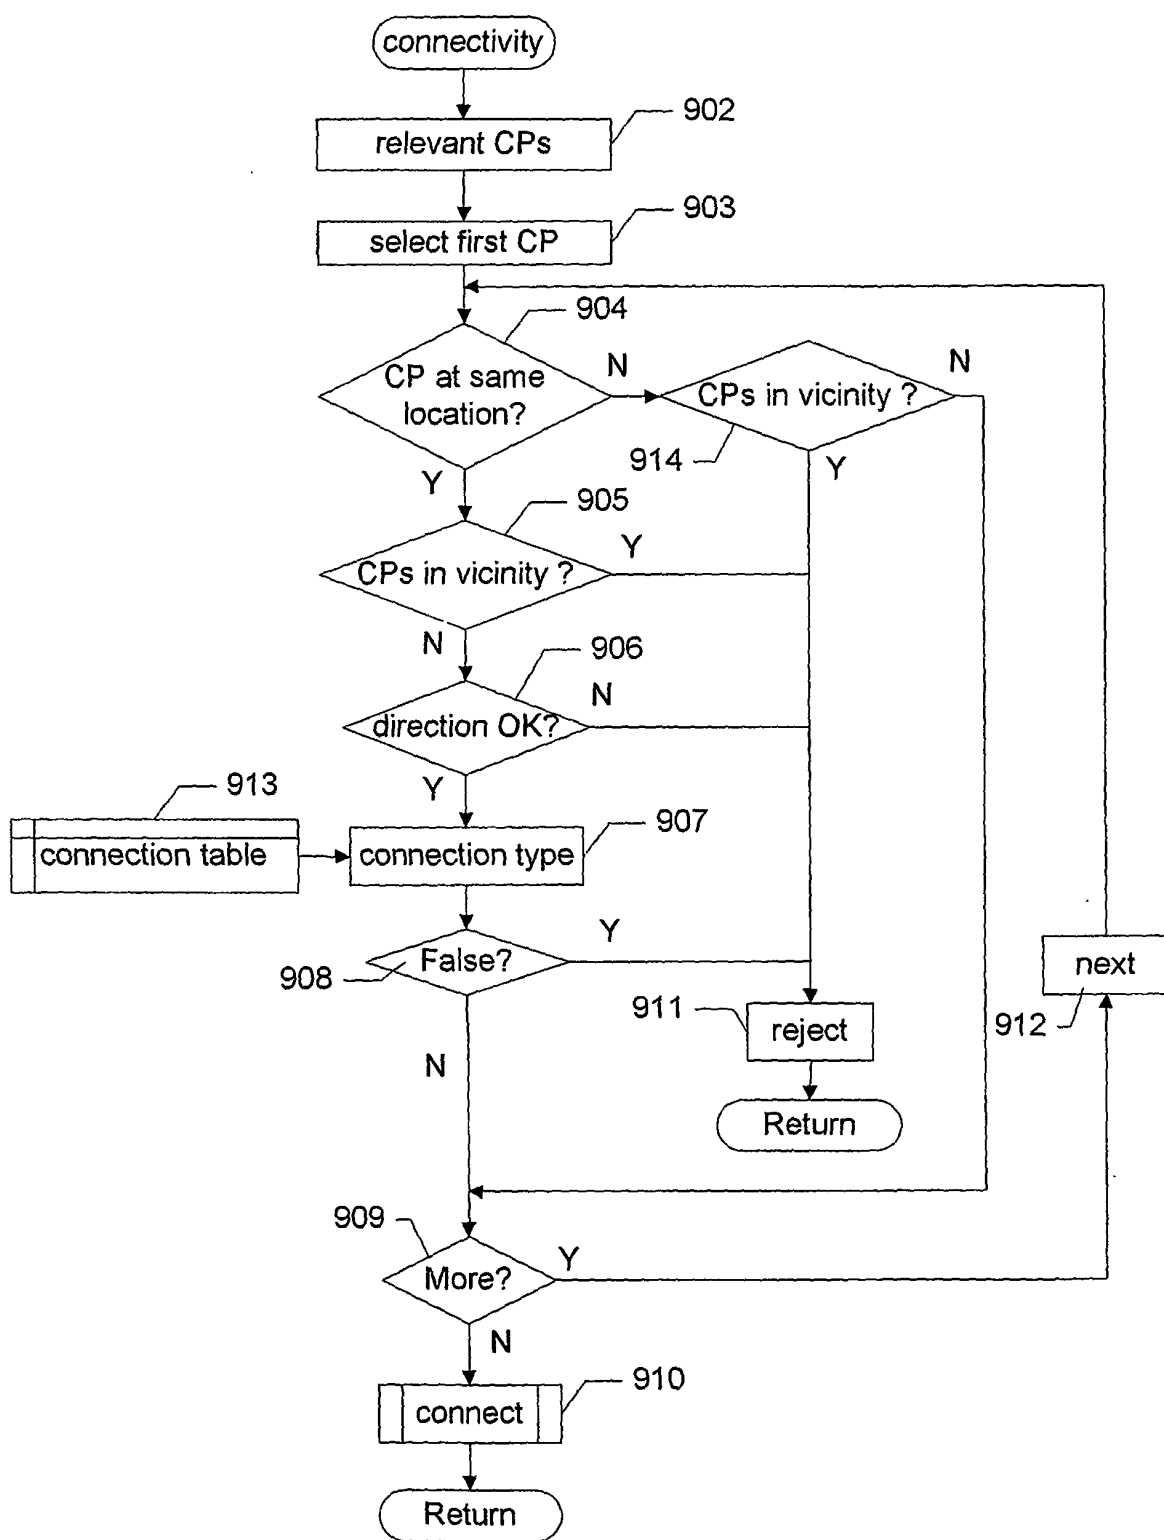 connectivity
902
relevant CPs
903
select first CP
904
N
N
CP at same
location?
CPs in vicinity ?
914
Y
Y
905
CPs in vicinity ?
Y
N
906
N
direction OK?
Y
913
907
connection table
connection type
Y
False?
908
next
911
912
reject
N
Return
909
Y
More?
N
910
connect
Return